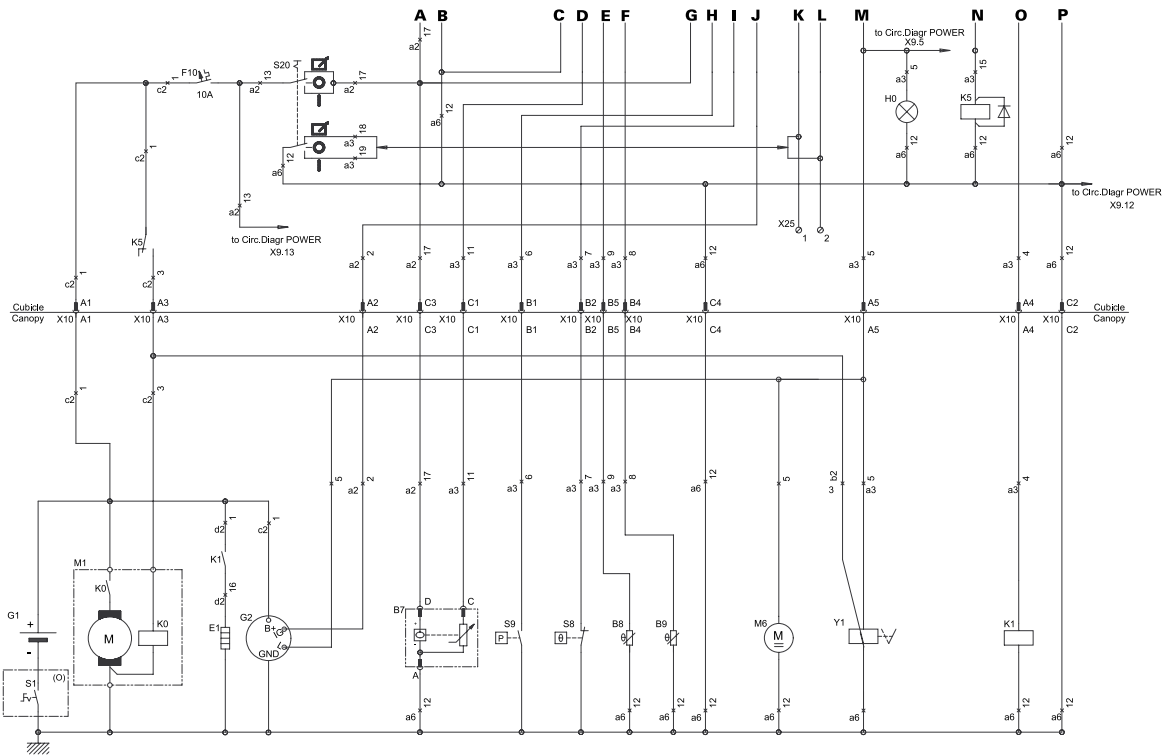 A B C D E F G H I J K L M N O P
17
a2
to Circ.Diagr POWER
X9.5
F10
1
c2
10A
13
a2
S20
17
a2
12
a6
5
a3
H0
12
a6
15
a3
K5
12
a6
12
a6
18
a3
19
a3
12
a6
1
c2
13
a2
to Circ.Diagr POWER
X9.13
to Circ.Diagr POWER
X9.12
X25
1 2
K5
1
c2
3
c2
2
a2
17
a2
11
a3
6
a3
7
a3
9
a3
8
a3
12
a6
5
a3
4
a3
12
a6
Cubicle A1 A3 A2 C3 C1 B1 B2 B5 B4 C4 A5 A4 C2 Cubicle
Canopy X10 A1 X10 A3 X10 A2 X10 C3 X10 C1 X10 B1 X10 B2 X10 B5 X10 B4 X10 C4 X10 A5 X10 A4 X10 C2 Canopy
1
c2
3
c2
5
2
a2
17
a2
11
a3
6
a3
7
a3
9
a3
8
a3
12
a6
5
b2
3
5
a3
4
a3
1
d2
1
c2
K1
16
d2
E1
M1
K0
M
K0
G1
+
-
S1
(O)
G2
B+
IG
L
GND
B7
D
C
+
-
A
S9
P
S8
θ
B8
θ
B9
θ
M6
M
Y1
K1
12
a6
12
a6
12
a6
12
a6
12
a6
12
a6